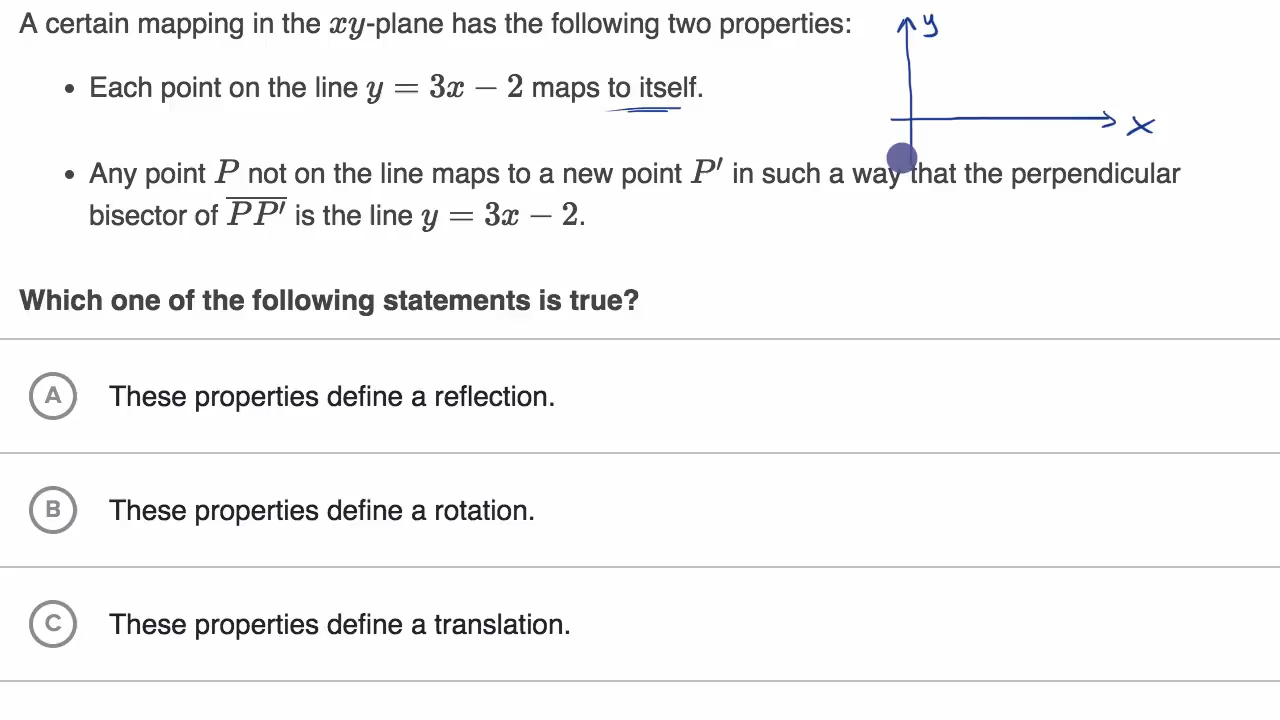 A certain mapping in the xy-plane has the following two properties:
y
• Each point on the line y = 3x − 2 maps to itself.
x
• Any point P not on the line maps to a new point P′ in such a way that the perpendicular
bisector of \overline{PP′} is the line y = 3x − 2.
Which one of the following statements is true?
A These properties define a reflection.
B These properties define a rotation.
C These properties define a translation.